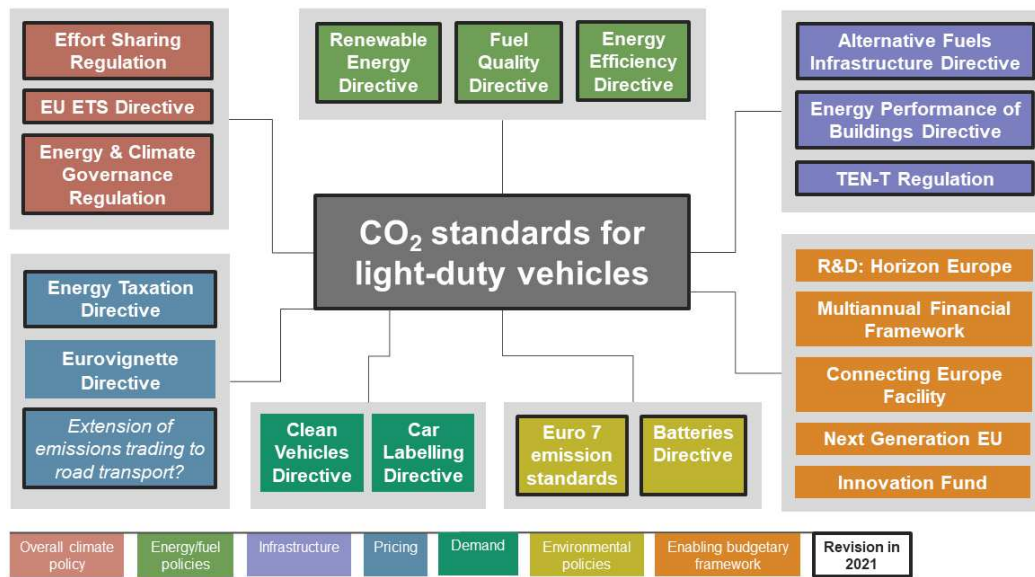 Effort Sharing
Regulation
EU ETS Directive
Energy & Climate
Governance
Regulation
Renewable
Energy
Directive
Fuel
Quality
Directive
Energy
Efficiency
Directive
Alternative Fuels
Infrastructure Directive
Energy Performance of
Buildings Directive
TEN-T Regulation
CO₂ standards for
light-duty vehicles
Energy Taxation
Directive
Eurovignette
Directive
Extension of
emissions trading to
road transport?
Clean
Vehicles
Directive
Car
Labelling
Directive
Euro 7
emission
standards
Batteries
Directive
R&D: Horizon Europe
Multiannual Financial
Framework
Connecting Europe
Facility
Next Generation EU
Innovation Fund
Overall climate
policy
Energy/fuel
policies
Infrastructure
Pricing
Demand
Environmental
policies
Enabling budgetary
framework
Revision in
2021